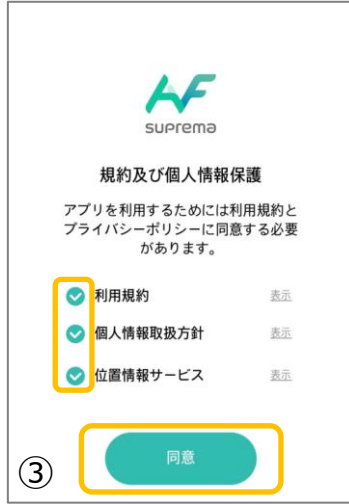 AF
suprema
規約及び個人情報保護
アプリを利用するためには利用規約と
プライバシーポリシーに同意する必要
があります。
利用規約 表示
個人情報取扱方針 表示
位置情報サービス 表示
③ 同意